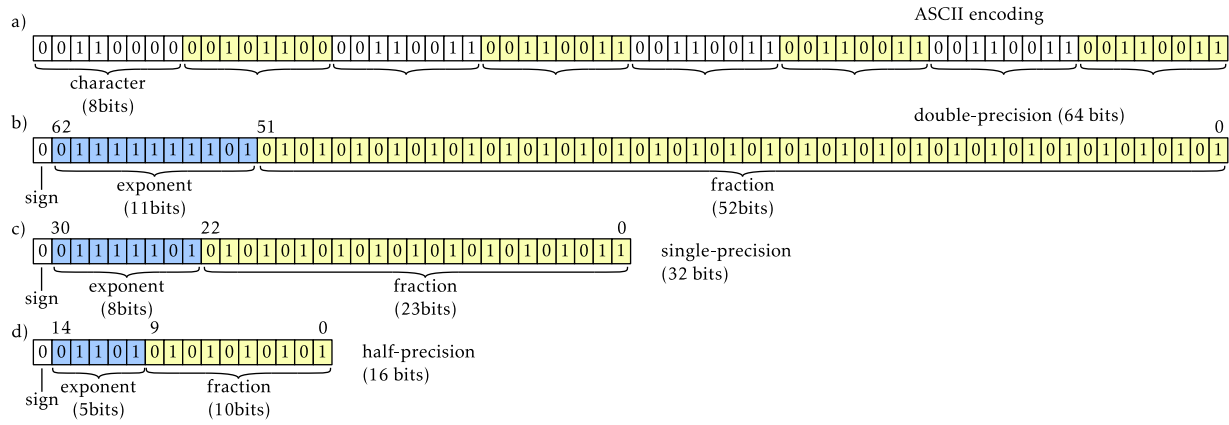 a)
ASCII encoding
0 0 1 1 0 0 0 0 0 0 1 0 1 1 0 0 0 0 1 1 0 0 1 1 0 0 1 1 0 0 1 1 0 0 1 1 0 0 1 1 0 0 1 1 0 0 1 1 0 0 1 1 0 0 1 1 0 0 1 1 0 0 1 1
character
(8bits)
b)
62 51 double-precision (64 bits) 0
0 0 1 1 1 1 1 1 1 1 0 1 0 1 0 1 0 1 0 1 0 1 0 1 0 1 0 1 0 1 0 1 0 1 0 1 0 1 0 1 0 1 0 1 0 1 0 1 0 1 0 1 0 1 0 1 0 1 0 1 0 1 0 1
sign
exponent
(11bits)
fraction
(52bits)
c)
30 22 0
0 0 1 1 1 1 1 0 1 0 1 0 1 0 1 0 1 0 1 0 1 0 1 0 1 0 1 0 1 0 1 1
single-precision
(32 bits)
sign
exponent
(8bits)
fraction
(23bits)
d)
14 9 0
0 0 1 1 0 1 0 1 0 1 0 1 0 1 0 1
half-precision
(16 bits)
sign
exponent
(5bits)
fraction
(10bits)